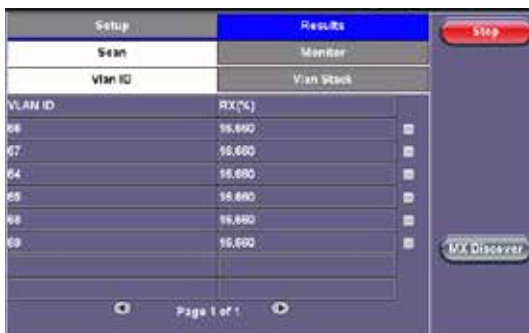 Setup Results
Stop
Scan Monitor
Vlan ID Vlan Stack
VLAN ID RX(%)
66 16.660
67 16.660
64 16.660
65 16.660
68 16.660
69 16.660
MX Discover
Page 1 of 1